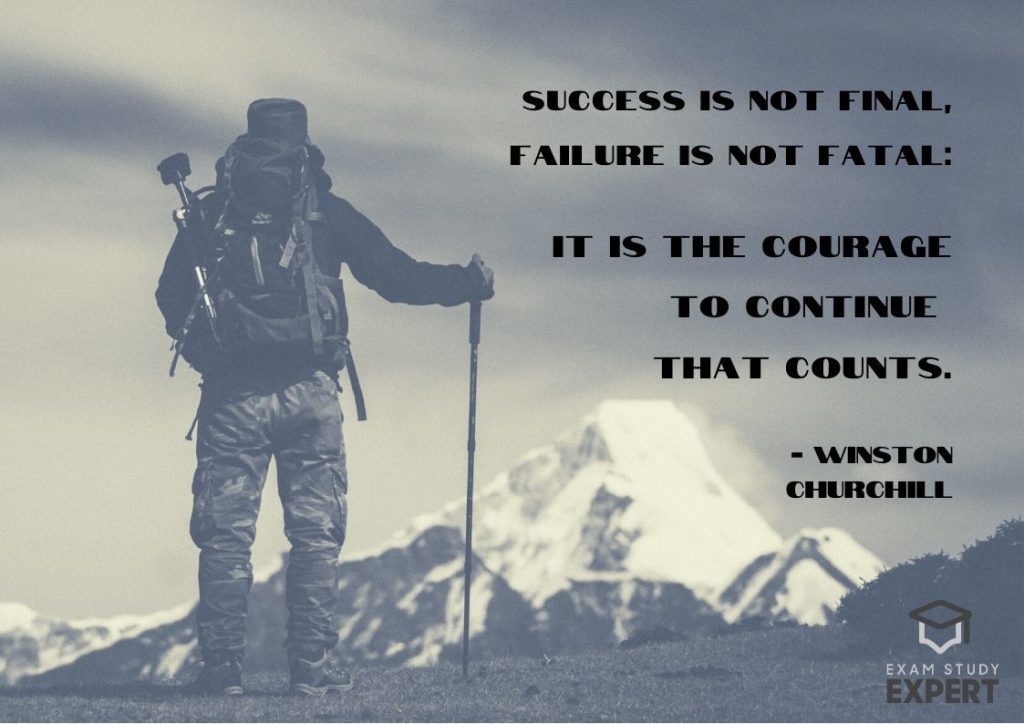 SUCCESS IS NOT FINAL,
FAILURE IS NOT FATAL:
IT IS THE COURAGE
TO CONTINUE
THAT COUNTS.
- WINSTON
CHURCHILL
EXAM STUDY
EXPERT